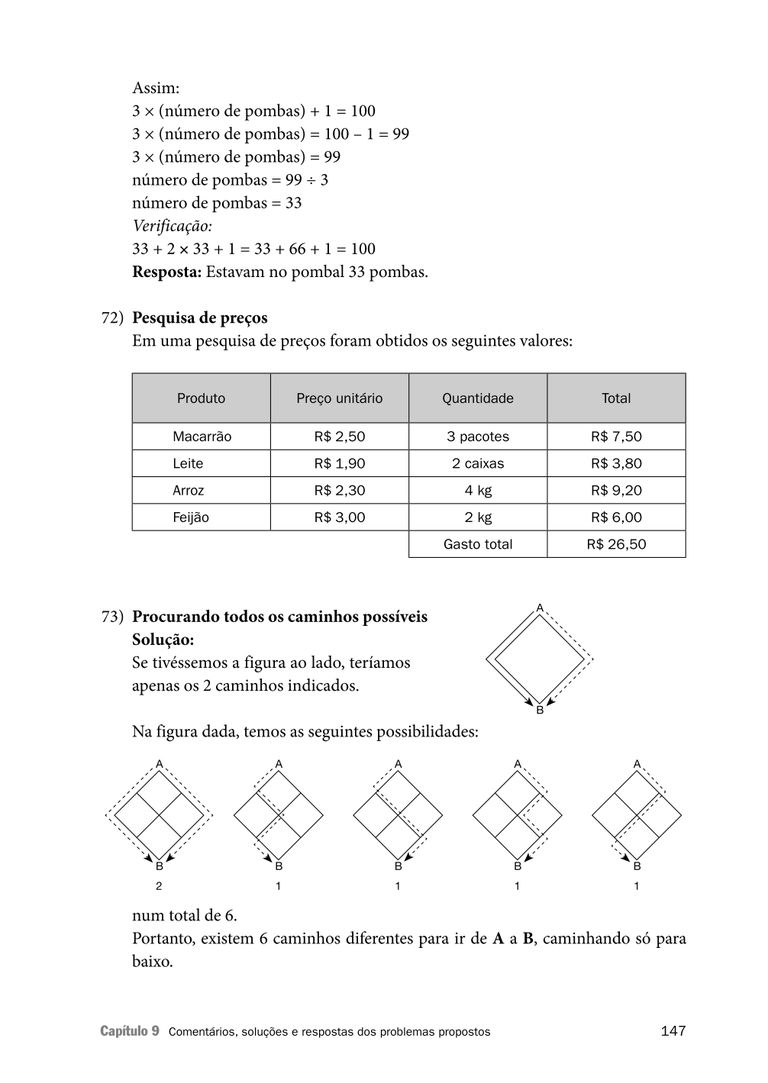 Assim:
3 × (número de pombas) + 1 = 100
3 × (número de pombas) = 100 – 1 = 99
3 × (número de pombas) = 99
número de pombas = 99 ÷ 3
número de pombas = 33
Verificação:
33 + 2 × 33 + 1 = 33 + 66 + 1 = 100
Resposta: Estavam no pombal 33 pombas.
72) Pesquisa de preços
Em uma pesquisa de preços foram obtidos os seguintes valores:
Produto Preço unitário Quantidade Total
Macarrão R$ 2,50 3 pacotes R$ 7,50
Leite R$ 1,90 2 caixas R$ 3,80
Arroz R$ 2,30 4 kg R$ 9,20
Feijão R$ 3,00 2 kg R$ 6,00
Gasto total R$ 26,50
73) Procurando todos os caminhos possíveis
Solução:
Se tivéssemos a figura ao lado, teríamos
apenas os 2 caminhos indicados.
A
B
Na figura dada, temos as seguintes possibilidades:
A A A A A
B B B B B
2 1 1 1 1
num total de 6.
Portanto, existem 6 caminhos diferentes para ir de A a B, caminhando só para
baixo.
Capítulo 9 Comentários, soluções e respostas dos problemas propostos 147